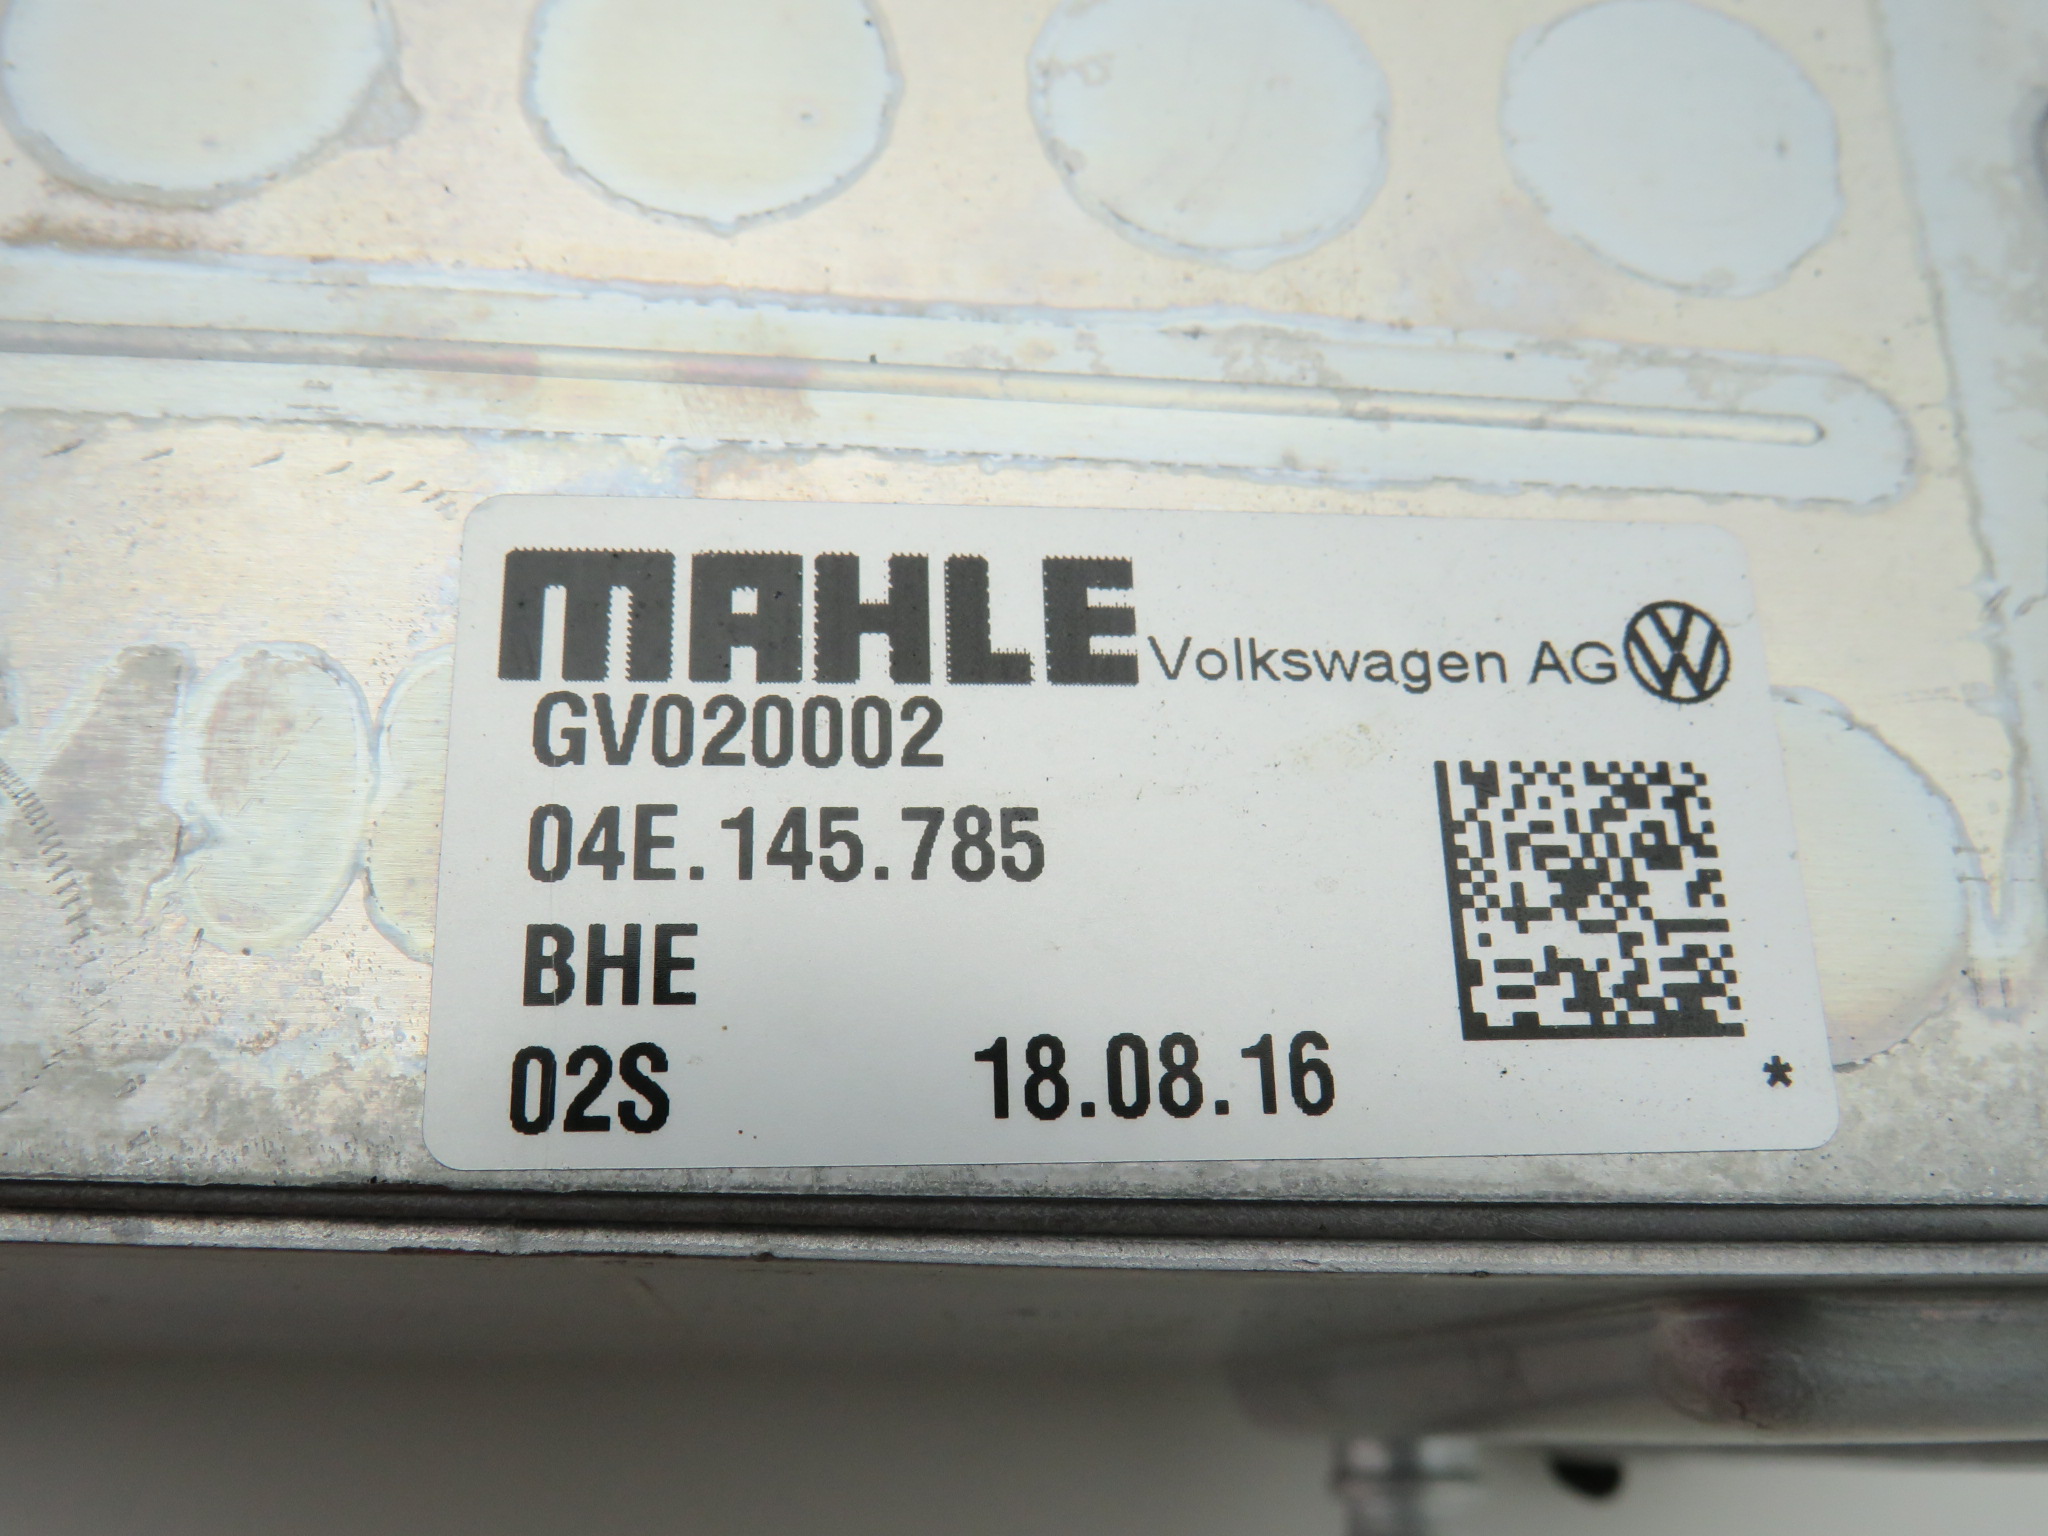 MAHLE Volkswagen AG
GV020002
04E.145.785
BHE
02S 18.08.16
*